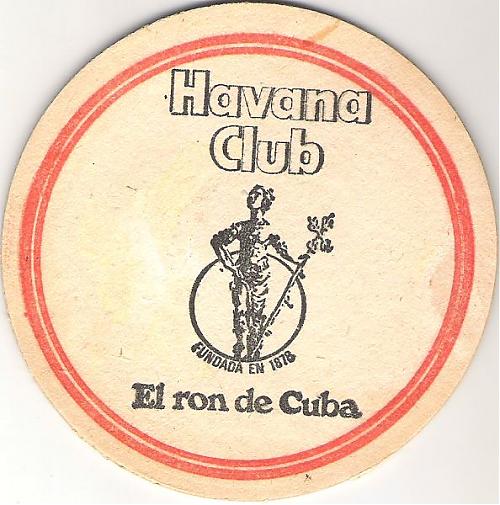 Havana
Club
FUNDADA EN 1878
El ron de Cuba